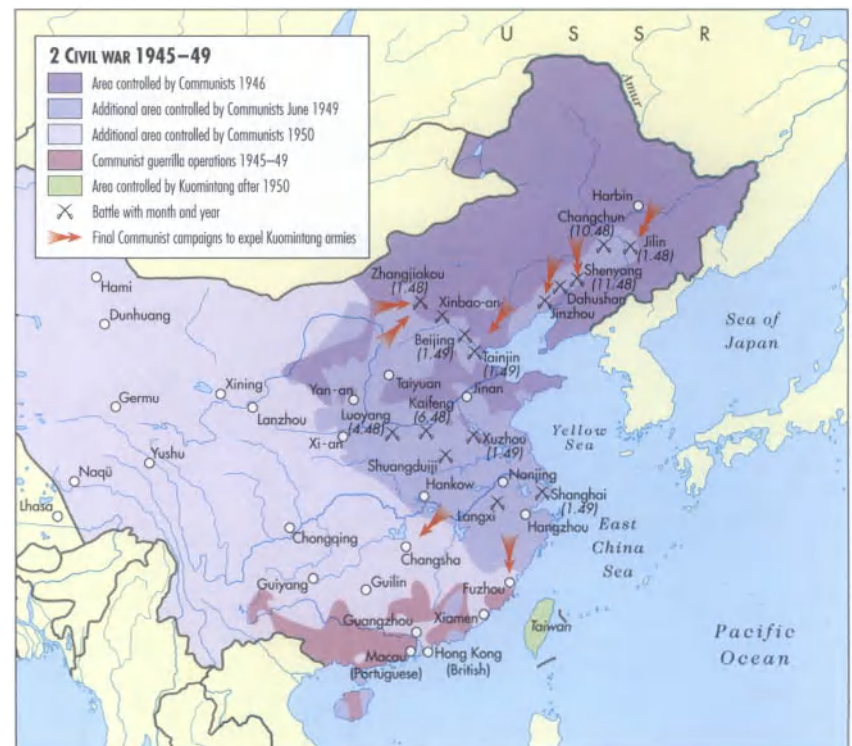 2 CIVIL WAR 1945–49
Area controlled by Communists 1946
Additional area controlled by Communists June 1949
Additional area controlled by Communists 1950
Communist guerrilla operations 1945–49
Area controlled by Kuomintang after 1950
Battle with month and year
Final Communist campaigns to expel Kuomintang armies
U S S R
Amur
Harbin
Changchun
(10.48)
Jilin
(1.48)
Shenyang
(11.48)
Dahushan
Jinzhou
Zhangjiakou
(1.48)
Xinbao-an
Beijing
(1.49)
Tainjin
(1.49)
Hami
Dunhuang
Sea of
Japan
Xining
Germu
Lanzhou
Yan-an
Taiyuan
Jinan
Kaifeng
(6.48)
Luoyang
(4.48)
Xi-an
Xuzhou
(1.49)
Yellow
Sea
Yushu
Naqü
Lhasa
Shuangduiji
Hankow
Nanjing
Shanghai
(1.49)
Langxi
Hangzhou
East
China
Sea
Chongqing
Changsha
Guiyang
Guilin
Fuzhou
Guangzhou
Xiamen
Taiwan
Macau
(Portuguese)
Hong Kong
(British)
Pacific
Ocean